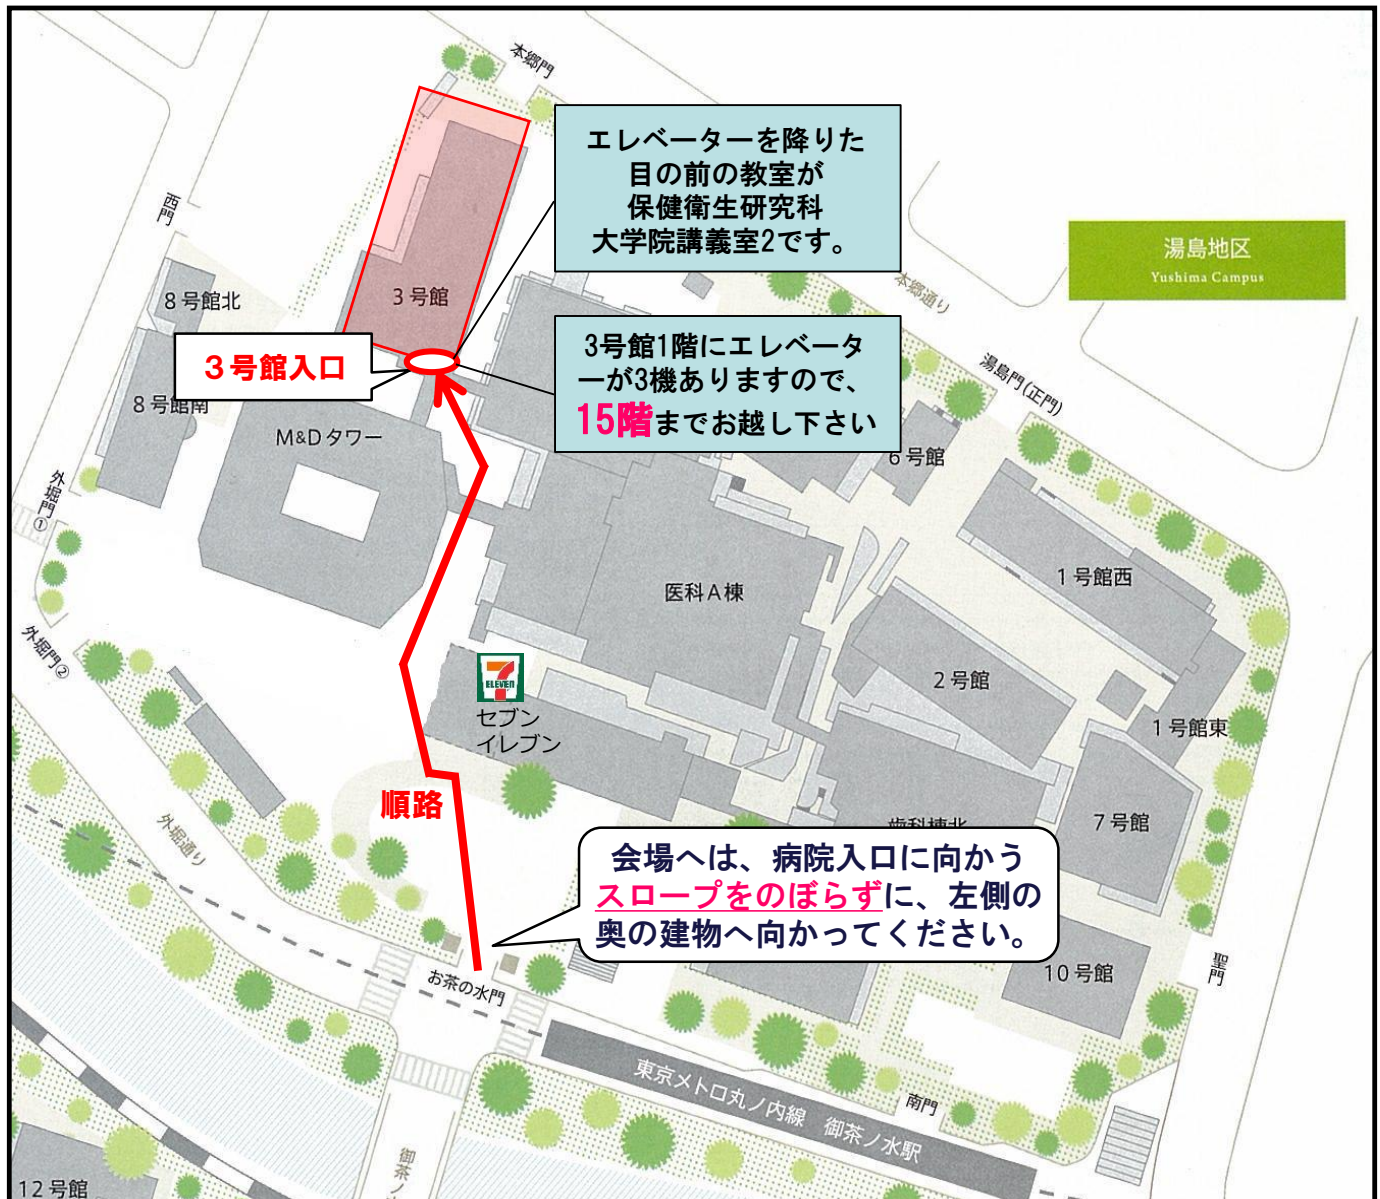 本郷門
エレベーターを降りた
目の前の教室が
保健衛生研究科
大学院講義室2です。
西門
湯島地区
Yushima Campus
本郷通り
8号館北
3号館
3号館入口
3号館1階にエレベータ
ーが3機ありますので、
15階までお越し下さい
湯島門(正門)
8号館南
M&Dタワー
6号館
外堀門①
1号館西
医科A棟
外堀門②
2号館
7
ELEVEN
セブン
イレブン
1号館東
順路
外堀通り
7号館
歯科棟北
会場へは、病院入口に向かう
スロープをのぼらずに、左側の
奥の建物へ向かってください。
お茶の水門
10号館
聖門
東京メトロ丸ノ内線 御茶ノ水駅
南門
御茶ノ
12号館